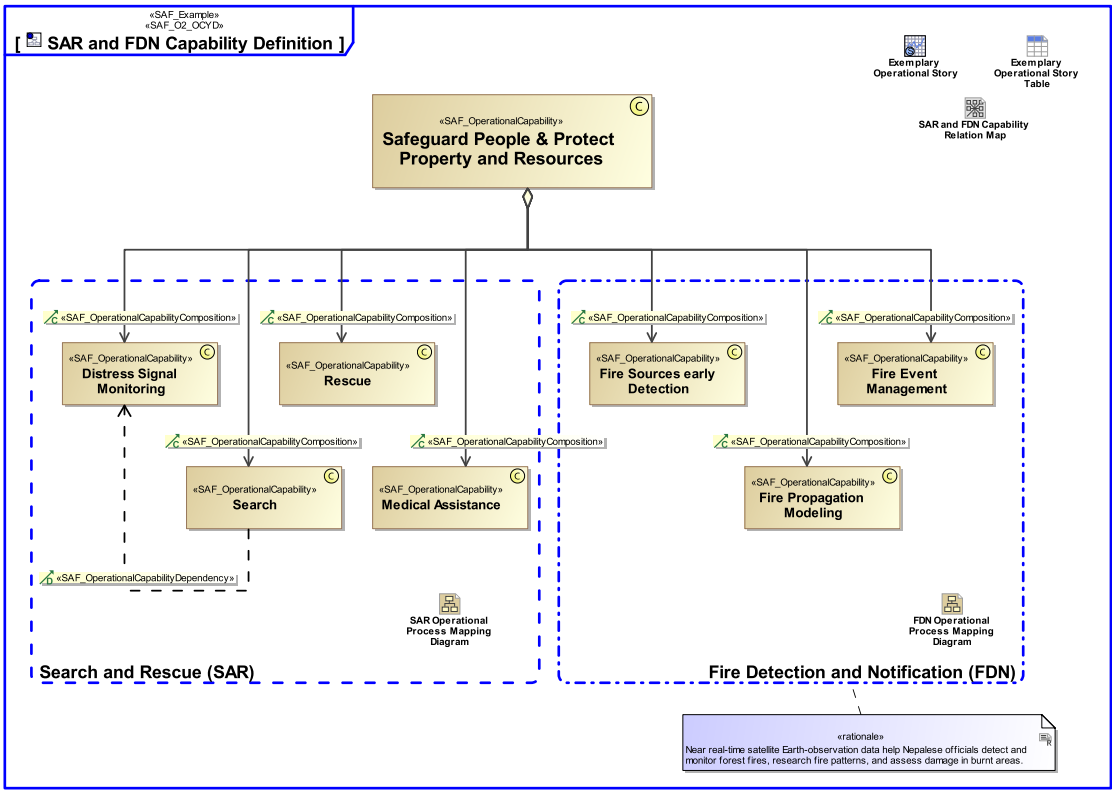 «SAF_Example»
«SAF_O2_OCYD»
[ SAR and FDN Capability Definition ]
Exemplary
Operational Story
Exemplary
Operational Story
Table
SAR and FDN Capability
Relation Map
C
«SAF_OperationalCapability»
Safeguard People & Protect
Property and Resources
C «SAF_OperationalCapabilityComposition»
C «SAF_OperationalCapabilityComposition»
C «SAF_OperationalCapabilityComposition»
C «SAF_OperationalCapabilityComposition»
C
«SAF_OperationalCapability»
Distress Signal
Monitoring
C
«SAF_OperationalCapability»
Rescue
C
«SAF_OperationalCapability»
Fire Sources early
Detection
C
«SAF_OperationalCapability»
Fire Event
Management
C «SAF_OperationalCapabilityComposition»
C «SAF_OperationalCapabilityComposition»
C «SAF_OperationalCapabilityComposition»
C
«SAF_OperationalCapability»
Search
C
«SAF_OperationalCapability»
Medical Assistance
C
«SAF_OperationalCapability»
Fire Propagation
Modeling
D «SAF_OperationalCapabilityDependency»
SAR Operational
Process Mapping
Diagram
FDN Operational
Process Mapping
Diagram
Search and Rescue (SAR)
Fire Detection and Notification (FDN)
«rationale»
R
Near real-time satellite Earth-observation data help Nepalese officials detect and
monitor forest fires, research fire patterns, and assess damage in burnt areas.